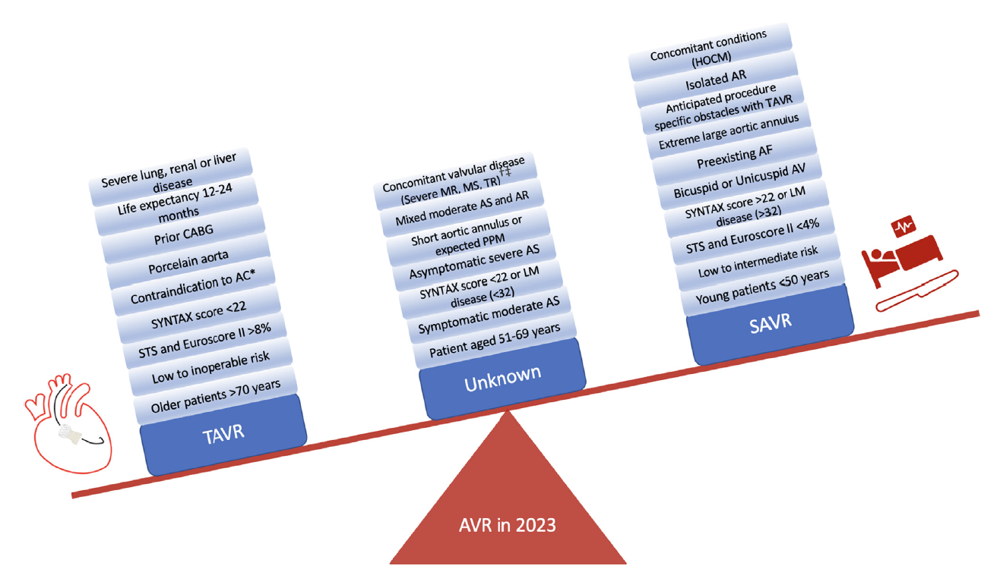 Severe lung, renal or liver
disease
Life expectancy 12-24
months
Prior CABG
Porcelain aorta
Contraindication to AC*
SYNTAX score <22
STS and Euroscore II >8%
Low to inoperable risk
Older patients >70 years
TAVR
Concomitant valvular disease
(Severe MR, MS, TR)†‡
Mixed moderate AS and AR
Short aortic annulus or
expected PPM
Asymptomatic severe AS
SYNTAX score <22 or LM
disease (<32)
Symptomatic moderate AS
Patient aged 51-69 years
Unknown
Concomitant conditions
(HOCM)
Isolated AR
Anticipated procedure
specific obstacles with TAVR
Extreme large aortic annulus
Preexisting AF
Bicuspid or Unicuspid AV
SYNTAX score >22 or LM
disease (>32)
STS and Euroscore II <4%
Low to intermediate risk
Young patients <50 years
SAVR
AVR in 2023